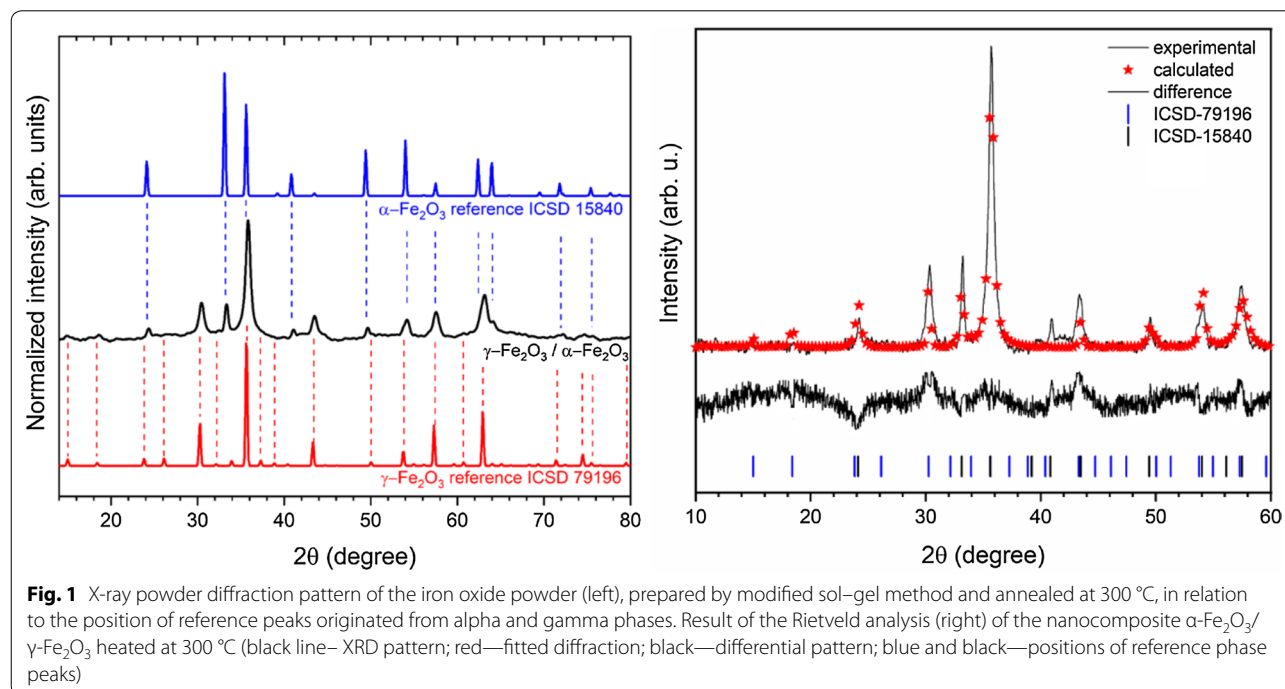 Normalized intensity (arb. units)
α–Fe₂O₃ reference ICSD 15840
γ–Fe₂O₃ / α–Fe₂O₃
γ–Fe₂O₃ reference ICSD 79196
20 30 40 50 60 70 80
2θ (degree)
Intensity (arb. u.)
experimental
calculated
difference
ICSD-79196
ICSD-15840
10 20 30 40 50 60
2θ (degree)
Fig. 1 X-ray powder diffraction pattern of the iron oxide powder (left), prepared by modified sol–gel method and annealed at 300 °C, in relation
to the position of reference peaks originated from alpha and gamma phases. Result of the Rietveld analysis (right) of the nanocomposite α-Fe₂O₃/
γ-Fe₂O₃ heated at 300 °C (black line– XRD pattern; red—fitted diffraction; black—differential pattern; blue and black—positions of reference phase
peaks)